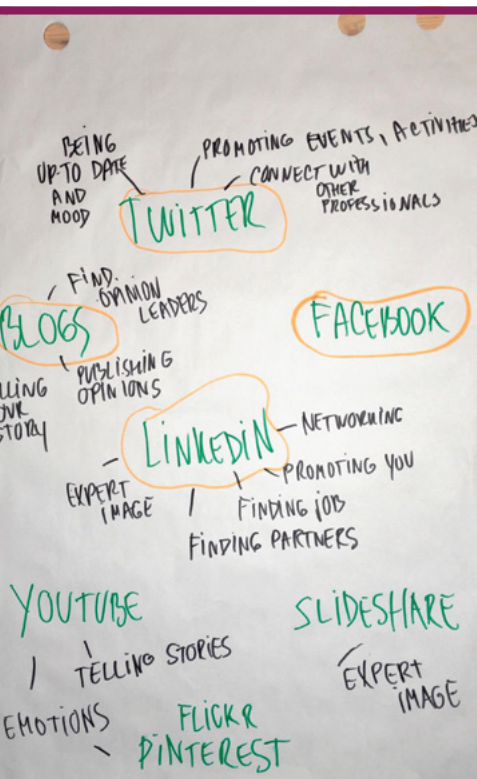 BEING
UP TO DATE
AND
MOOD
PROMOTING EVENTS, ACTIVITIES
CONNECT WITH
OTHER
PROFESSIONALS
TWITTER
FIND
OPINION
LEADERS
BLOGS
PUBLISHING
OPINIONS
LLING
OUR
STORY
FACEBOOK
LINKEDIN
NETWORKING
PROMOTING YOU
FINDING JOB
FINDING PARTNERS
EXPERT
IMAGE
YOUTUBE
TELLING STORIES
EMOTIONS
SLIDESHARE
EXPERT
IMAGE
FLICKR
PINTEREST